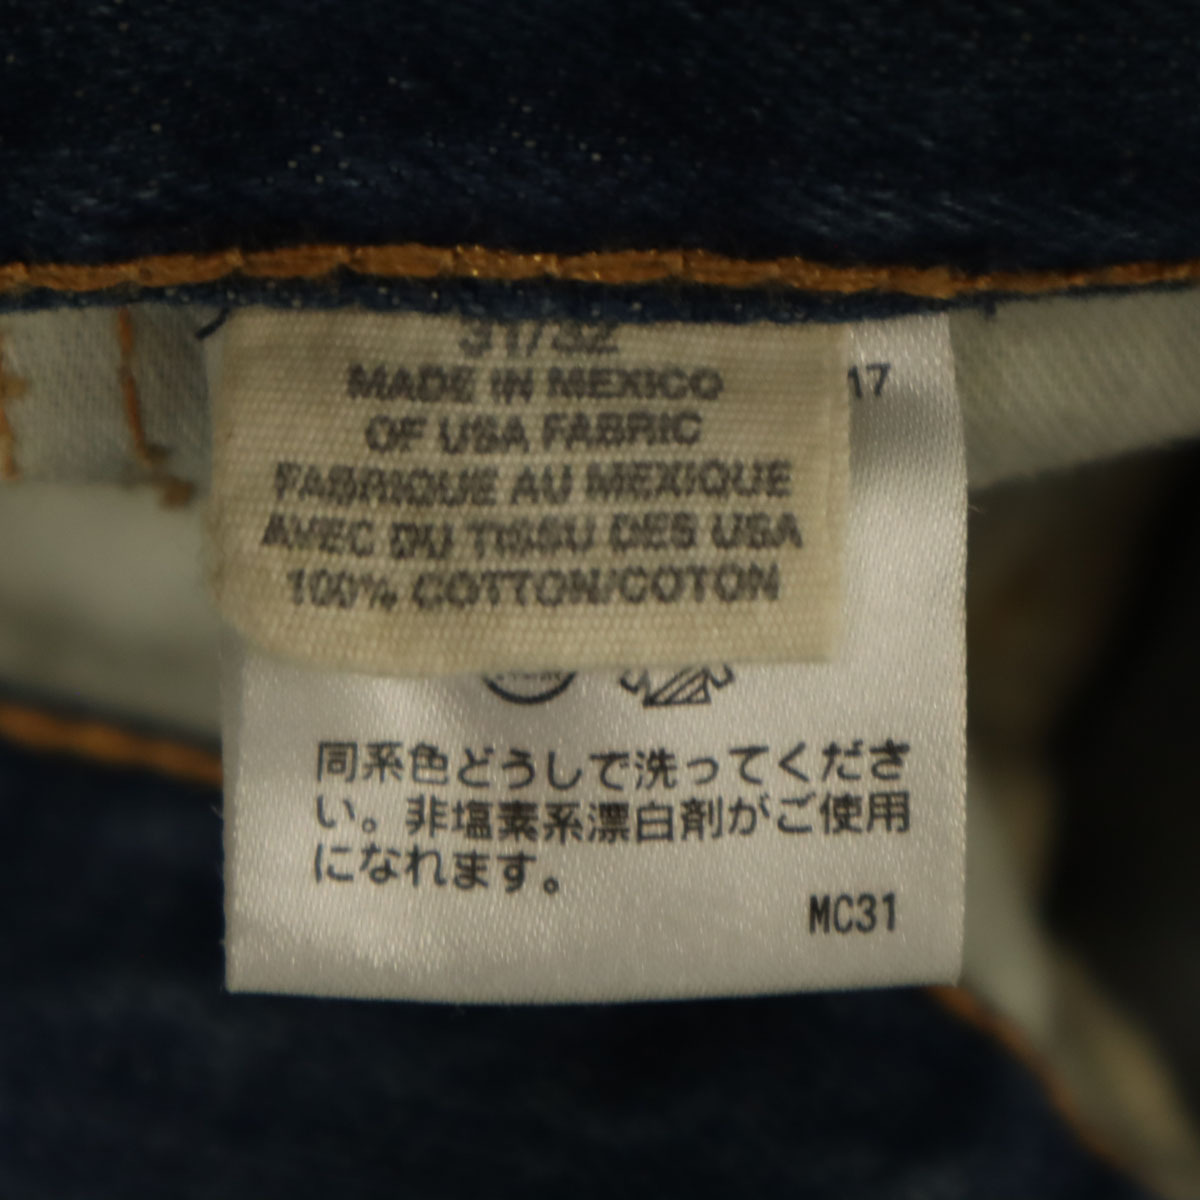 31/32
MADE IN MEXICO
OF USA FABRIC
FABRIQUE AU MEXIQUE
AVEC DU TISSU DES USA
100% COTTON/COTON
17
同系色どうしで洗ってくださ
い。非塩素系漂白剤がご使用
になれます。
MC31